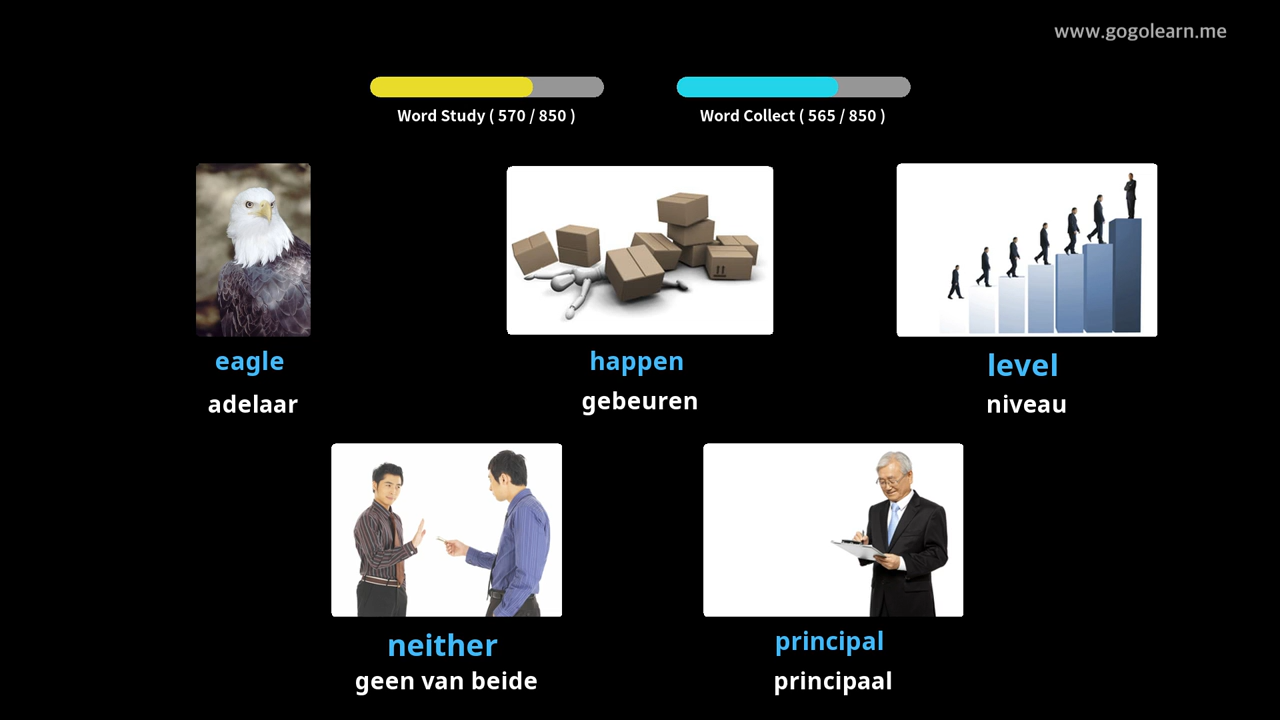 www.gogolearn.me
Word Study ( 570 / 850 )
Word Collect ( 565 / 850 )
eagle
adelaar
happen
gebeuren
level
niveau
neither
geen van beide
principal
principaal